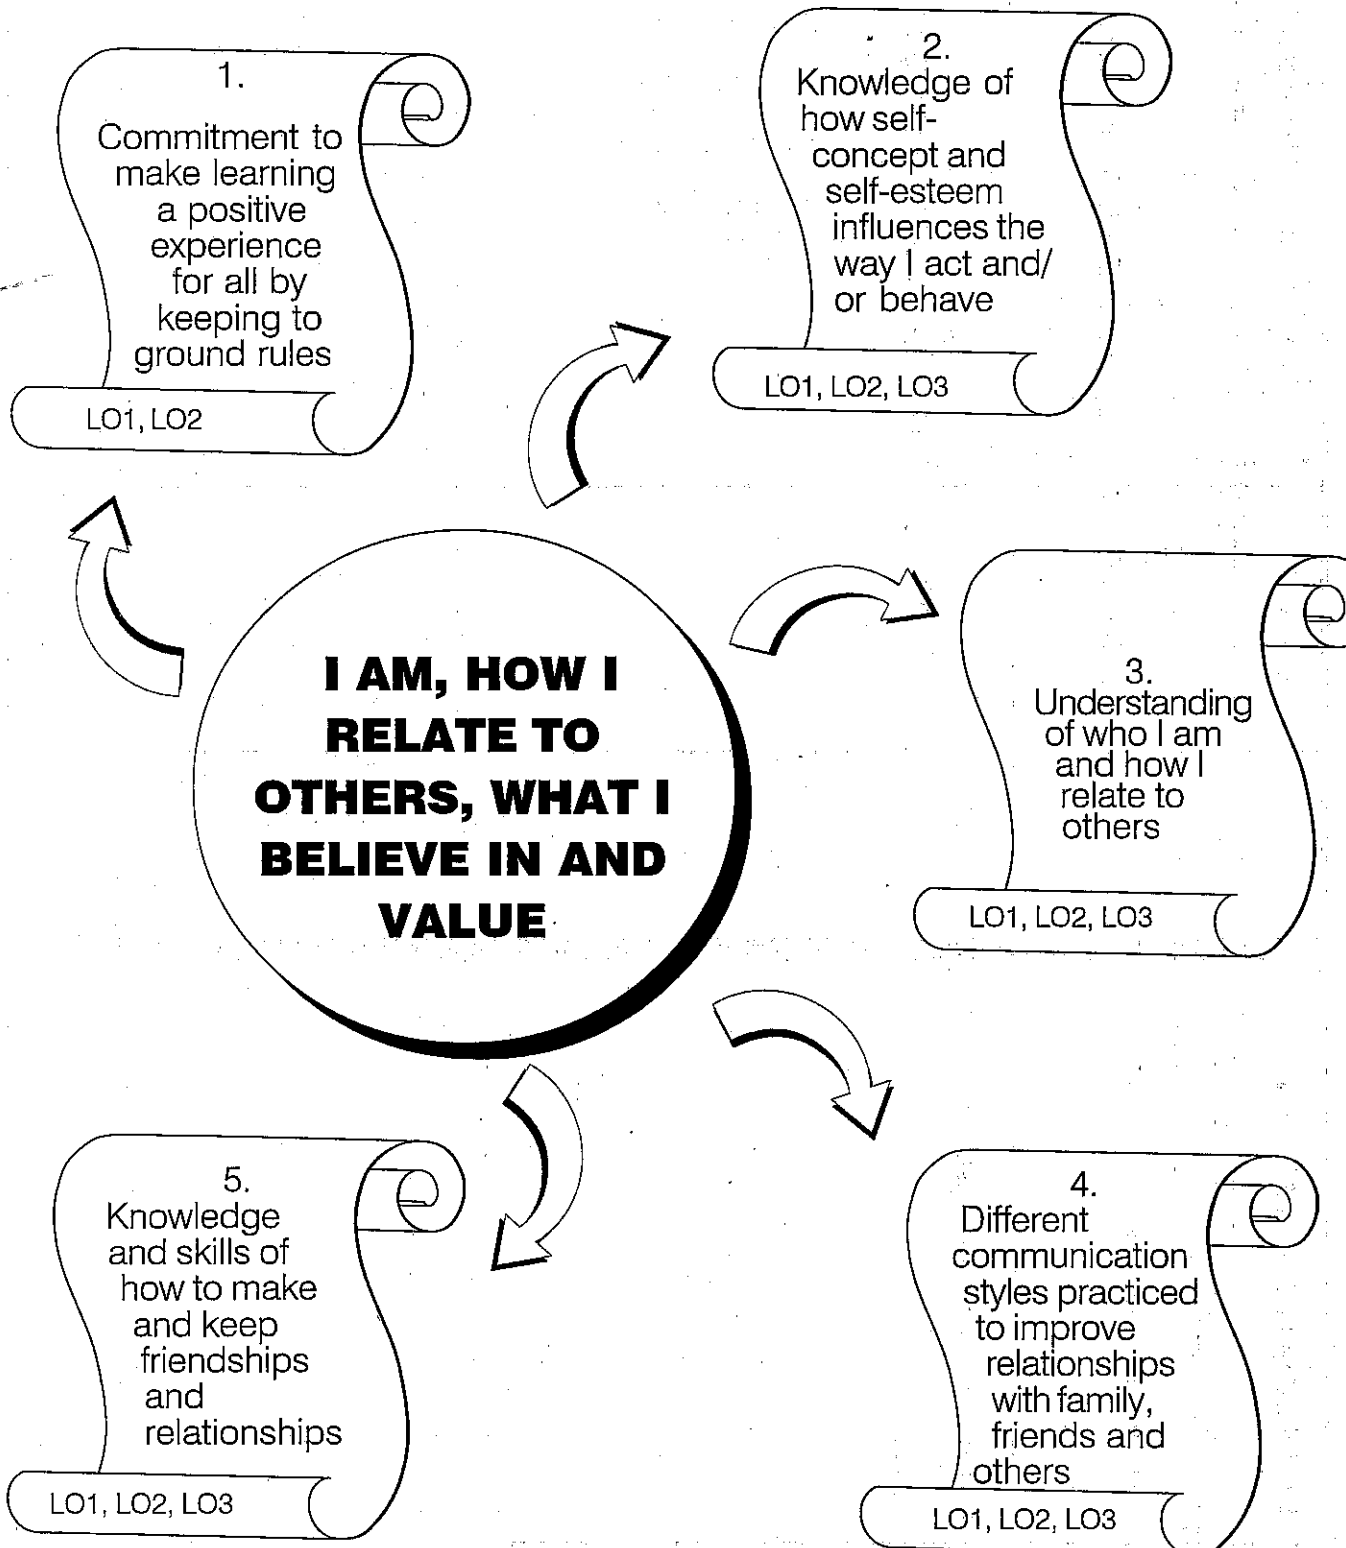 1.
Commitment to
make learning
a positive
experience
for all by
keeping to
ground rules
LO1, LO2
2.
Knowledge of
how self-
concept and
self-esteem
influences the
way I act and/
or behave
LO1, LO2, LO3
I AM, HOW I
RELATE TO
OTHERS, WHAT I
BELIEVE IN AND
VALUE
3.
Understanding
of who I am
and how I
relate to
others
LO1, LO2, LO3
4.
Different
communication
styles practiced
to improve
relationships
with family,
friends and
others
LO1, LO2, LO3
5.
Knowledge
and skills of
how to make
and keep
friendships
and
relationships
LO1, LO2, LO3